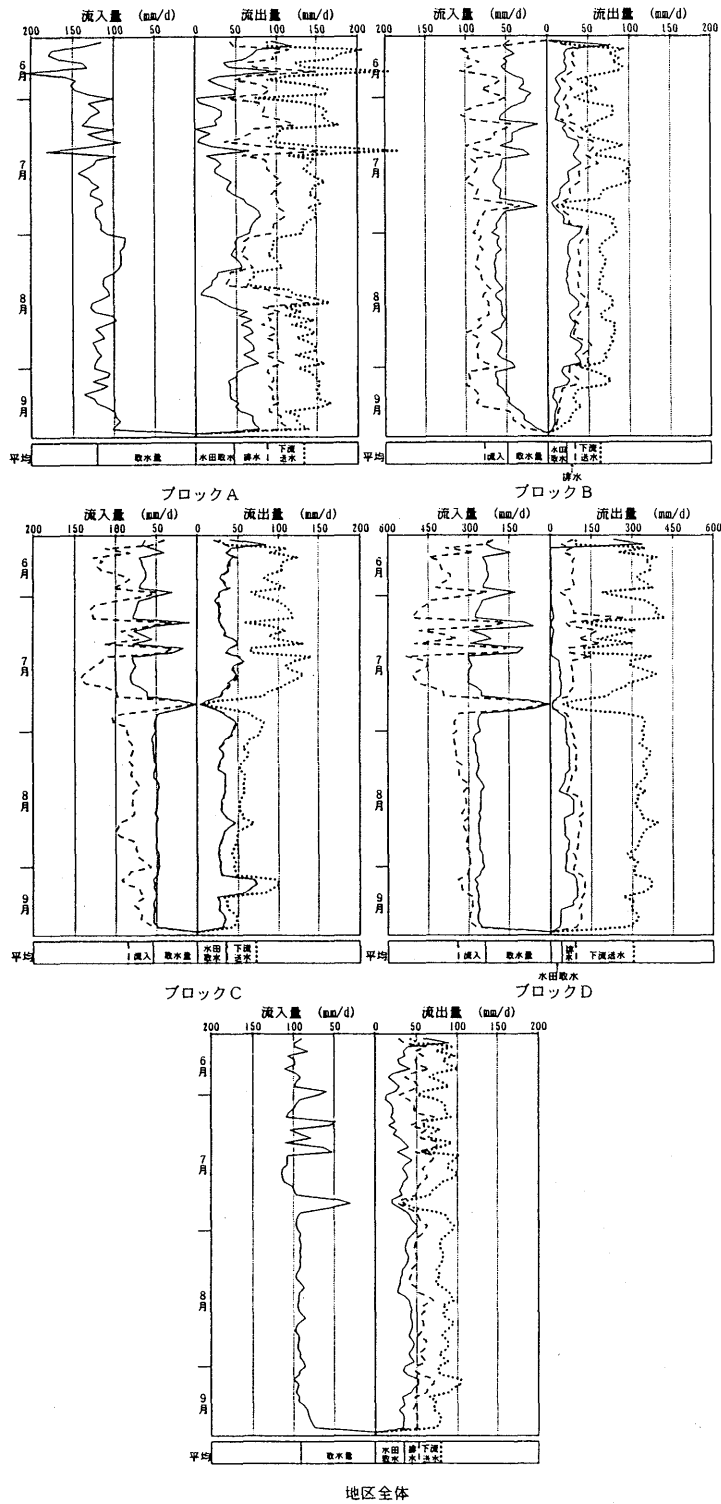 流入量 (mm/d) 流出量 (mm/d)
200 150 100 50 0 50 100 150 200
6月
7月
8月
9月
平均 取水量 水田取水 排水 下流送水
ブロックA
流入量 (mm/d) 流出量 (mm/d)
200 150 100 50 0 50 100 150 200
6月
7月
8月
9月
平均 流入 取水量 水田取水 下流送水
排水
ブロックB
流入量 (mm/d) 流出量 (mm/d)
200 150 100 50 0 50 100 150 200
6月
7月
8月
9月
平均 流入 取水量 水田取水 下流送水
ブロックC
流入量 (mm/d) 流出量 (mm/d)
600 450 300 150 0 150 300 450 600
6月
7月
8月
9月
平均 流入 取水量 排水 下流送水
水田取水
ブロックD
流入量 (mm/d) 流出量 (mm/d)
200 150 100 50 0 50 100 150 200
6月
7月
8月
9月
平均 取水量 水田取水 排水 下流送水
地区全体